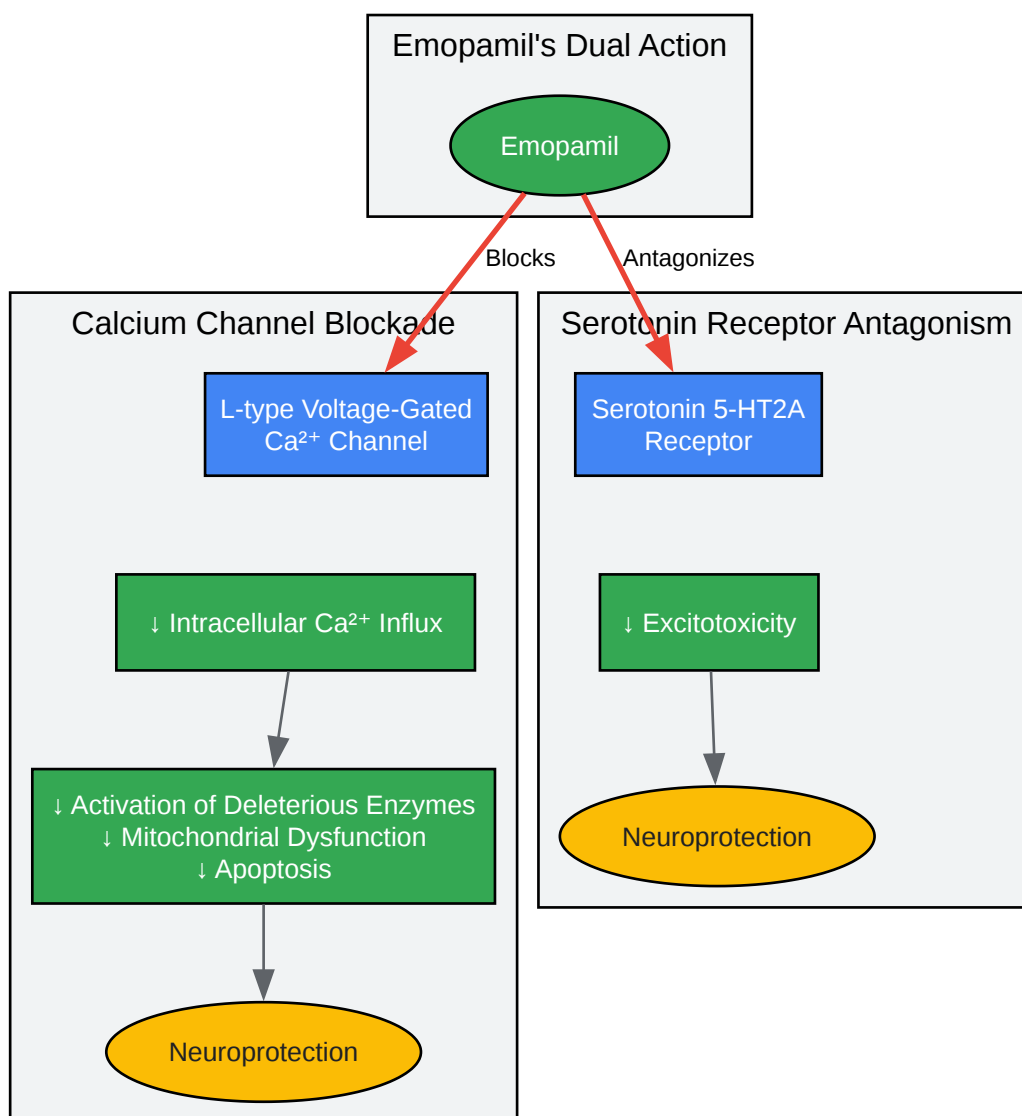 Emopamil's Dual Action
Emopamil
Blocks
Antagonizes
Calcium Channel Blockade
L-type Voltage-Gated
Ca²⁺ Channel
↓ Intracellular Ca²⁺ Influx
↓ Activation of Deleterious Enzymes
↓ Mitochondrial Dysfunction
↓ Apoptosis
Neuroprotection
Serotonin Receptor Antagonism
Serotonin 5-HT2A
Receptor
↓ Excitotoxicity
Neuroprotection